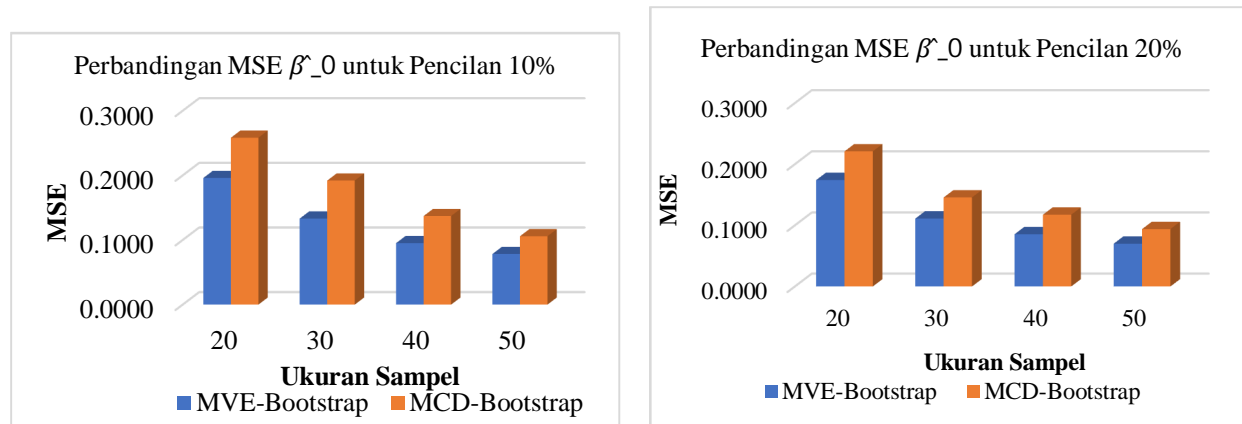 Perbandingan MSE β^_0 untuk Pencilan 10%
0.3000
0.2000
0.1000
0.0000
MSE
20 30 40 50
Ukuran Sampel
MVE-Bootstrap MCD-Bootstrap
Perbandingan MSE β^_0 untuk Pencilan 20%
0.3000
0.2000
0.1000
0.0000
MSE
20 30 40 50
Ukuran Sampel
MVE-Bootstrap MCD-Bootstrap